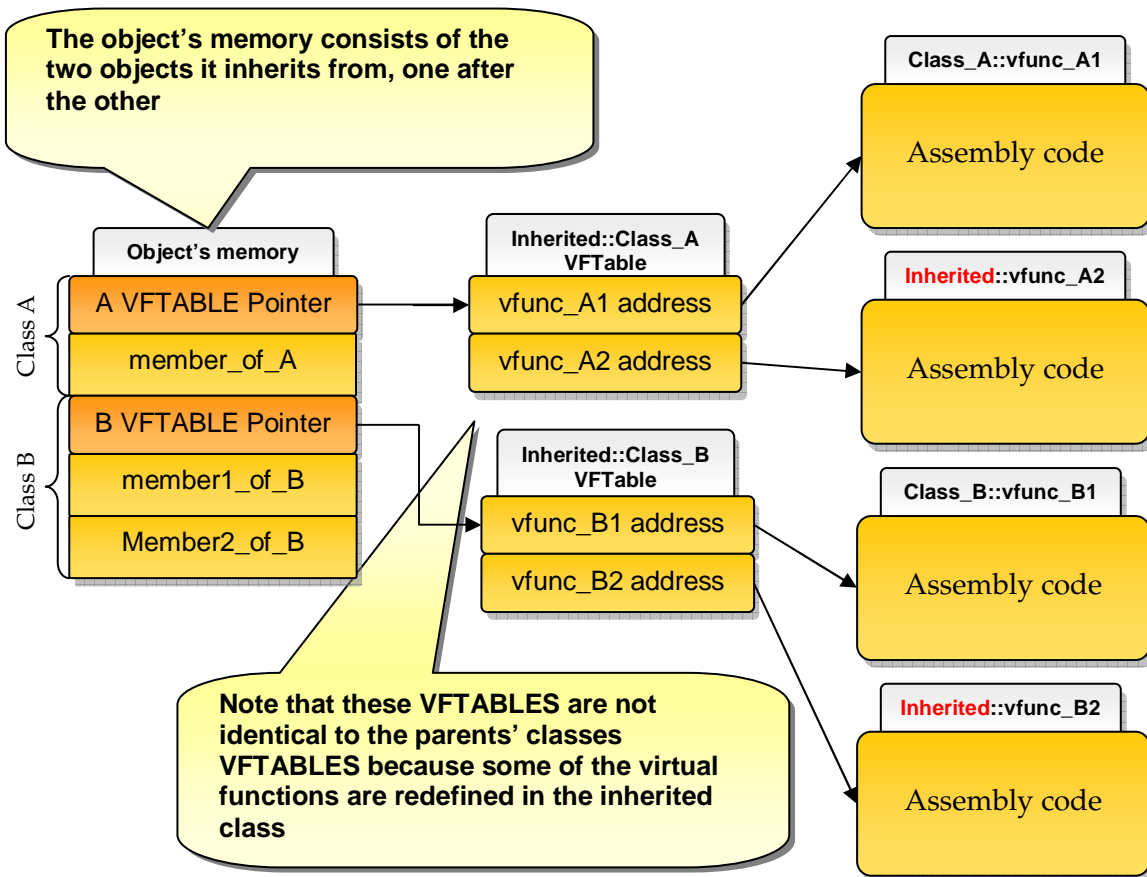 The object's memory consists of the
two objects it inherits from, one after
the other
Object's memory
Class A
A VFTABLE Pointer
member_of_A
Class B
B VFTABLE Pointer
member1_of_B
Member2_of_B
Inherited::Class_A
VFTable
vfunc_A1 address
vfunc_A2 address
Inherited::Class_B
VFTable
vfunc_B1 address
vfunc_B2 address
Class_A::vfunc_A1
Assembly code
Inherited::vfunc_A2
Assembly code
Class_B::vfunc_B1
Assembly code
Inherited::vfunc_B2
Assembly code
Note that these VFTABLES are not
identical to the parents' classes
VFTABLES because some of the virtual
functions are redefined in the inherited
class